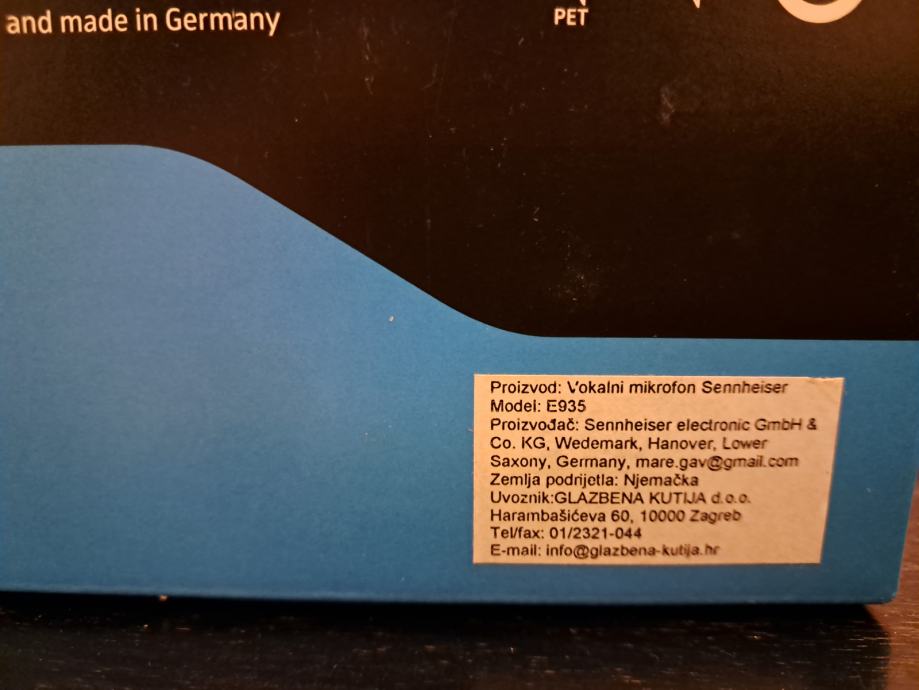 and made in Germany
PET
Proizvod: Vokalni mikrofon Sennheiser
Model: E935
Proizvođač: Sennheiser electronic GmbH &
Co. KG, Wedemark, Hanover, Lower
Saxony, Germany, mare.gav@gmail.com
Zemlja podrijetla: Njemačka
Uvoznik:GLAZBENA KUTIJA d.o.o.
Harambašićeva 60, 10000 Zagreb
Tel/fax: 01/2321-044
E-mail: info@glazbena-kutija.hr